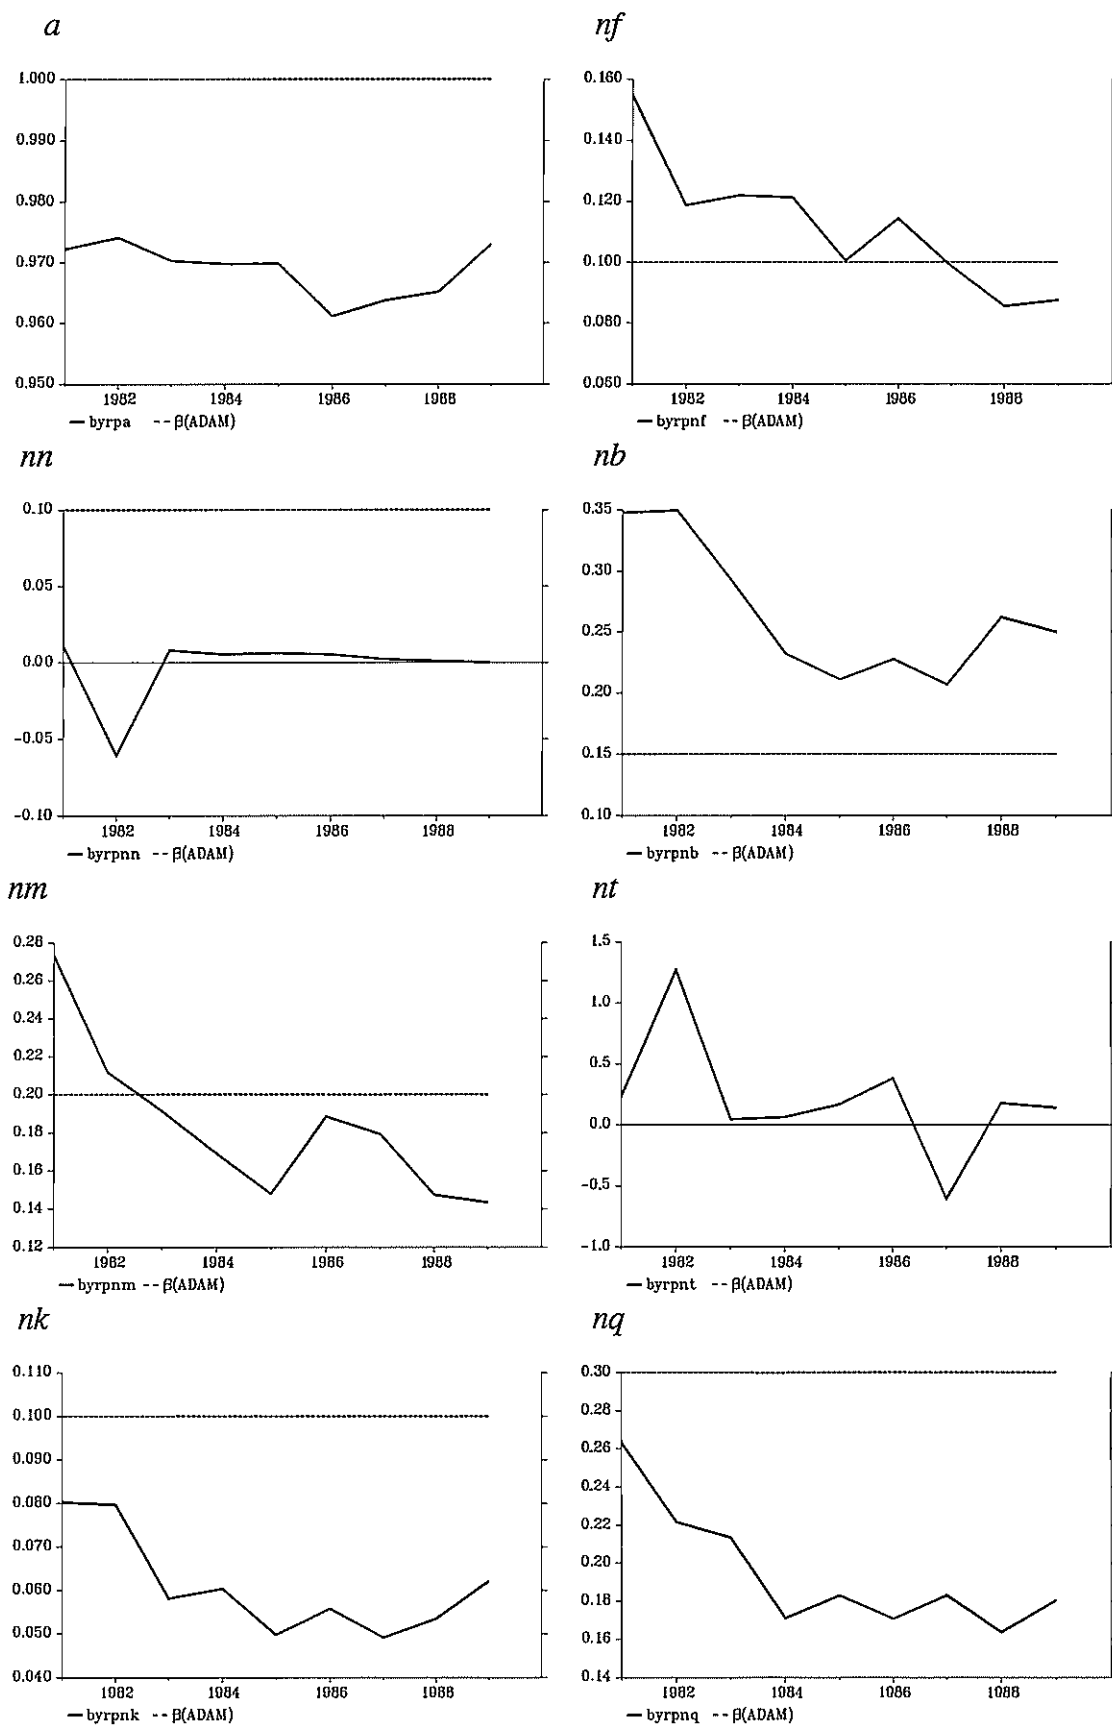 a
1.000
0.990
0.980
0.970
0.960
0.950
1982 1984 1986 1988
byrpa -- β(ADAM)
nf
0.160
0.140
0.120
0.100
0.080
0.060
1982 1984 1986 1988
byrpnf -- β(ADAM)
nn
0.10
0.05
0.00
-0.05
-0.10
1982 1984 1986 1988
byrpnn -- β(ADAM)
nb
0.35
0.30
0.25
0.20
0.15
0.10
1982 1984 1986 1988
byrpnb -- β(ADAM)
nm
0.28
0.26
0.24
0.22
0.20
0.18
0.16
0.14
0.12
1982 1984 1986 1988
byrpnm -- β(ADAM)
nt
1.5
1.0
0.5
0.0
-0.5
-1.0
1982 1984 1986 1988
byrpnt -- β(ADAM)
nk
0.110
0.100
0.090
0.080
0.070
0.060
0.050
0.040
1982 1984 1986 1988
byrpnk -- β(ADAM)
nq
0.30
0.28
0.26
0.24
0.22
0.20
0.18
0.16
0.14
1982 1984 1986 1988
byrpnq -- β(ADAM)